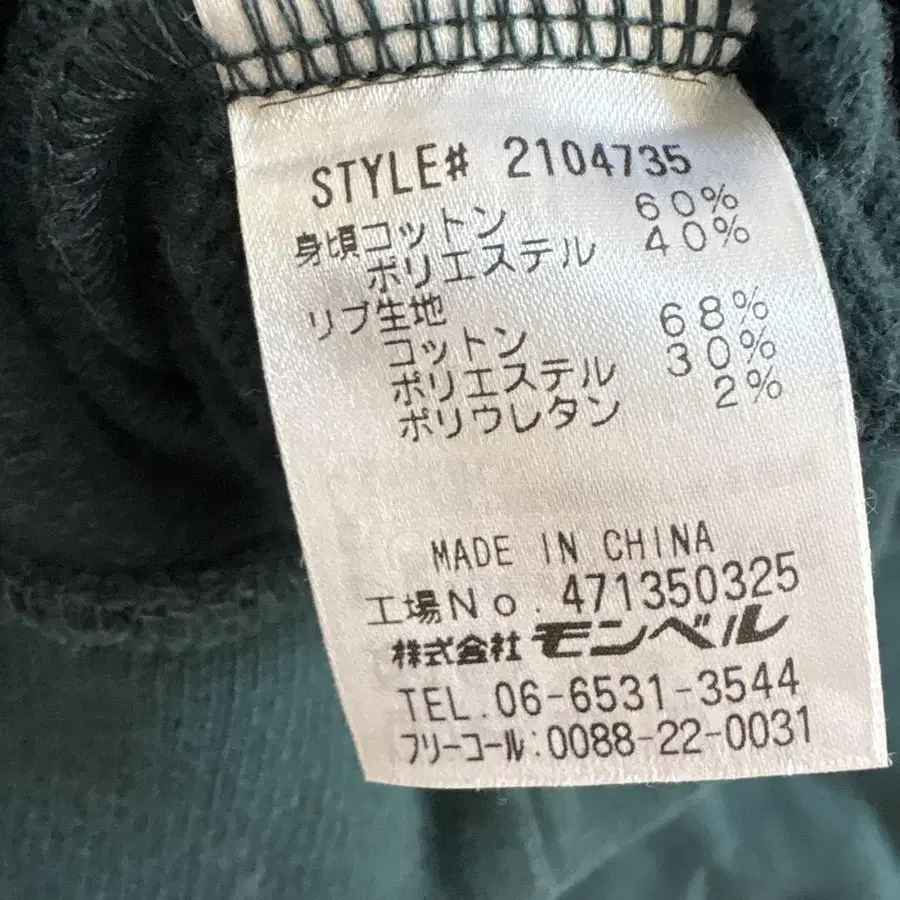 STYLE# 2104735
身頃コットン 60%
ポリエステル 40%
リブ生地
コットン 68%
ポリエステル 30%
ポリウレタン 2%
MADE IN CHINA
工場No. 471350325
株式会社 モンベル
TEL.06-6531-3544
フリーコール:0088-22-0031